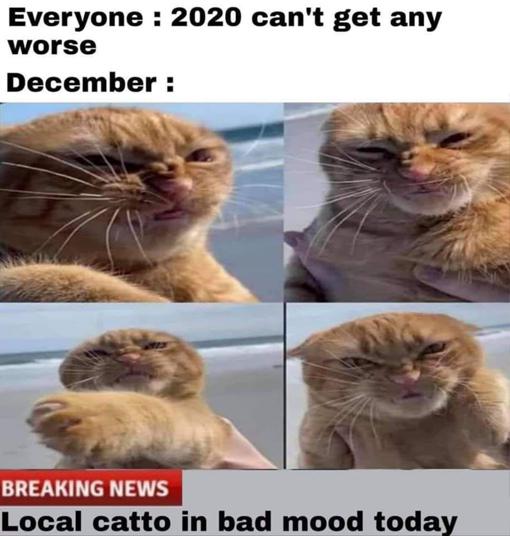 Everyone : 2020 can't get any
worse
December :
BREAKING NEWS
Local catto in bad mood today